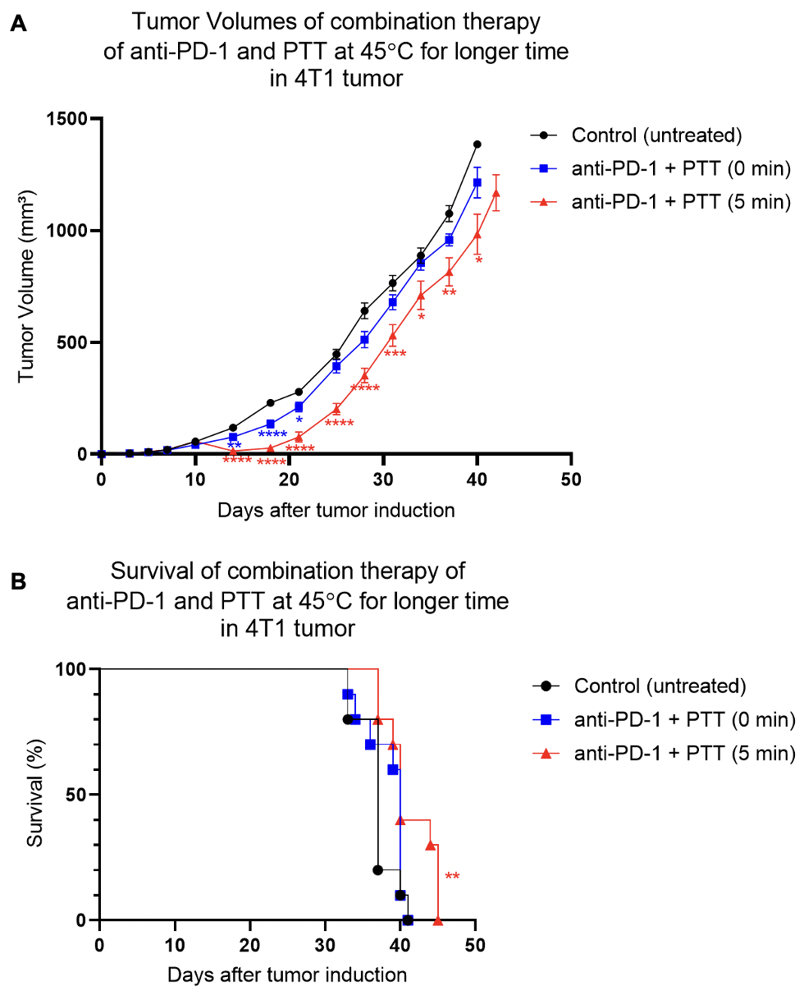 A
Tumor Volumes of combination therapy
of anti-PD-1 and PTT at 45°C for longer time
in 4T1 tumor
1500
1000
500
0
Tumor Volume (mm³)
Control (untreated)
anti-PD-1 + PTT (0 min)
anti-PD-1 + PTT (5 min)
** **** *
**** **** **** **** **** *** * ** *
0 10 20 30 40 50
Days after tumor induction
B
Survival of combination therapy of
anti-PD-1 and PTT at 45°C for longer time
in 4T1 tumor
100
50
0
Survival (%)
Control (untreated)
anti-PD-1 + PTT (0 min)
anti-PD-1 + PTT (5 min)
**
0 10 20 30 40 50
Days after tumor induction